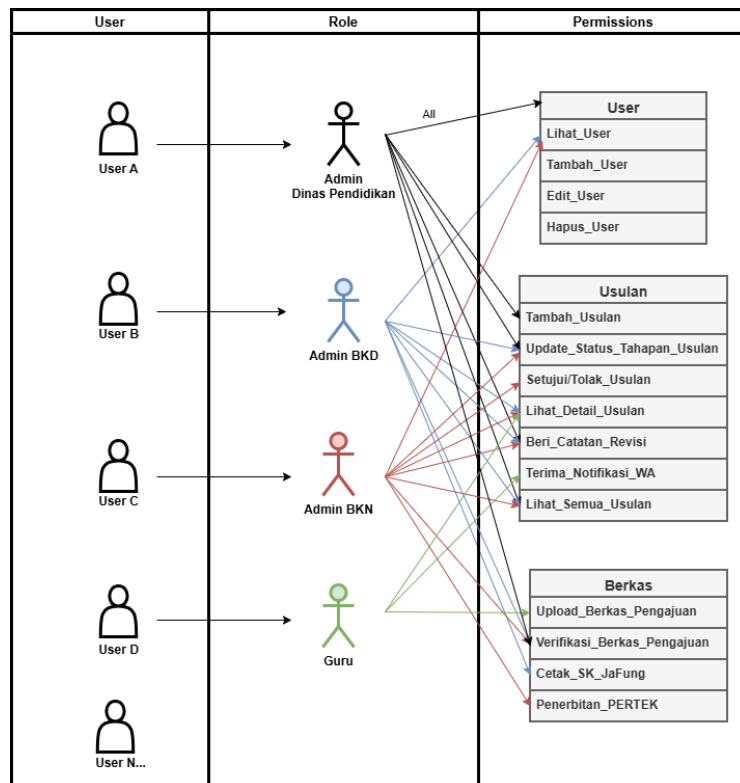 User
Role
Permissions
User A
User B
User C
User D
User N...
Admin
Dinas Pendidikan
Admin BKD
Admin BKN
Guru
All
User
Lihat_User
Tambah_User
Edit_User
Hapus_User
Usulan
Tambah_Usulan
Update_Status_Tahapan_Usulan
Setujui/Tolak_Usulan
Lihat_Detail_Usulan
Beri_Catatan_Revisi
Terima_Notifikasi_WA
Lihat_Semua_Usulan
Berkas
Upload_Berkas_Pengajuan
Verifikasi_Berkas_Pengajuan
Cetak_SK_JaFung
Penerbitan_PERTEK